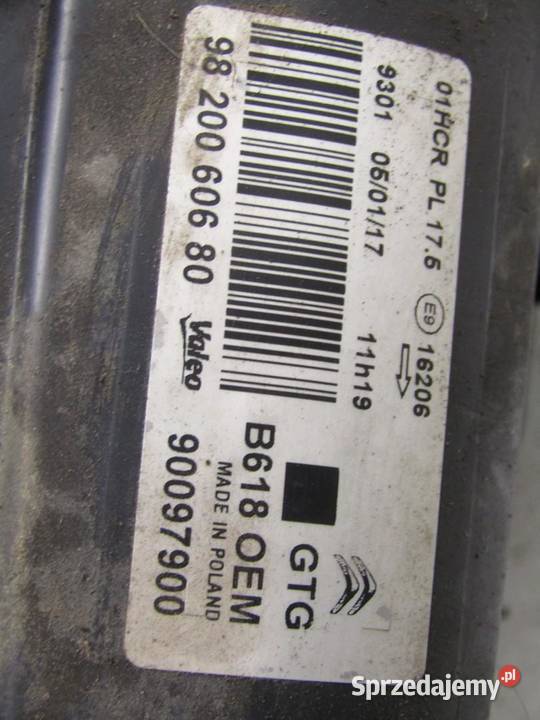 01HCR PL 17.5 E9 16206
9301 05/01/17 11h19
98 200 606 80 Valeo
GTG
B618 OEM
MADE IN POLAND
90097900
Sprzedajemy.pl